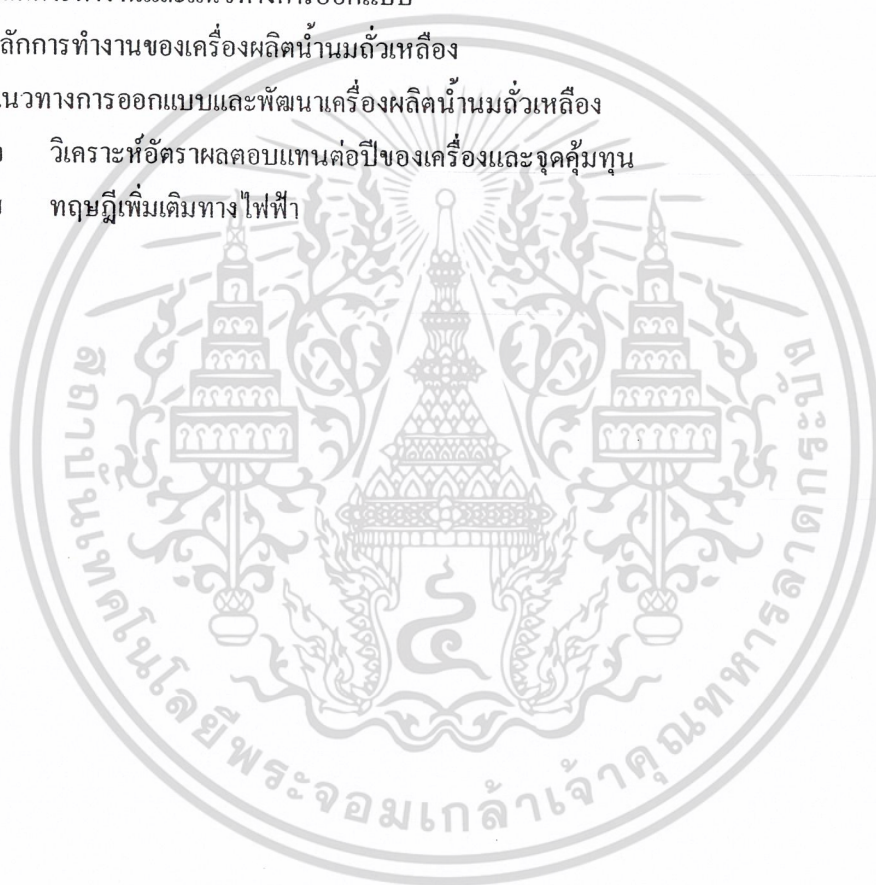 ลักการทำงานของเครื่องผลิตน้ำนมถั่วเหลือง
นวทางการออกแบบและพัฒนาเครื่องผลิตน้ำนมถั่วเหลือง
วิเคราะห์อัตราผลตอบแทนต่อปีของเครื่องและจุดคุ้มทุน
ทฤษฎีเพิ่มเติมทางไฟฟ้า
สถาบันเทคโนโลยีพระจอมเกล้าเจ้าคุณทหารลาดกระบัง